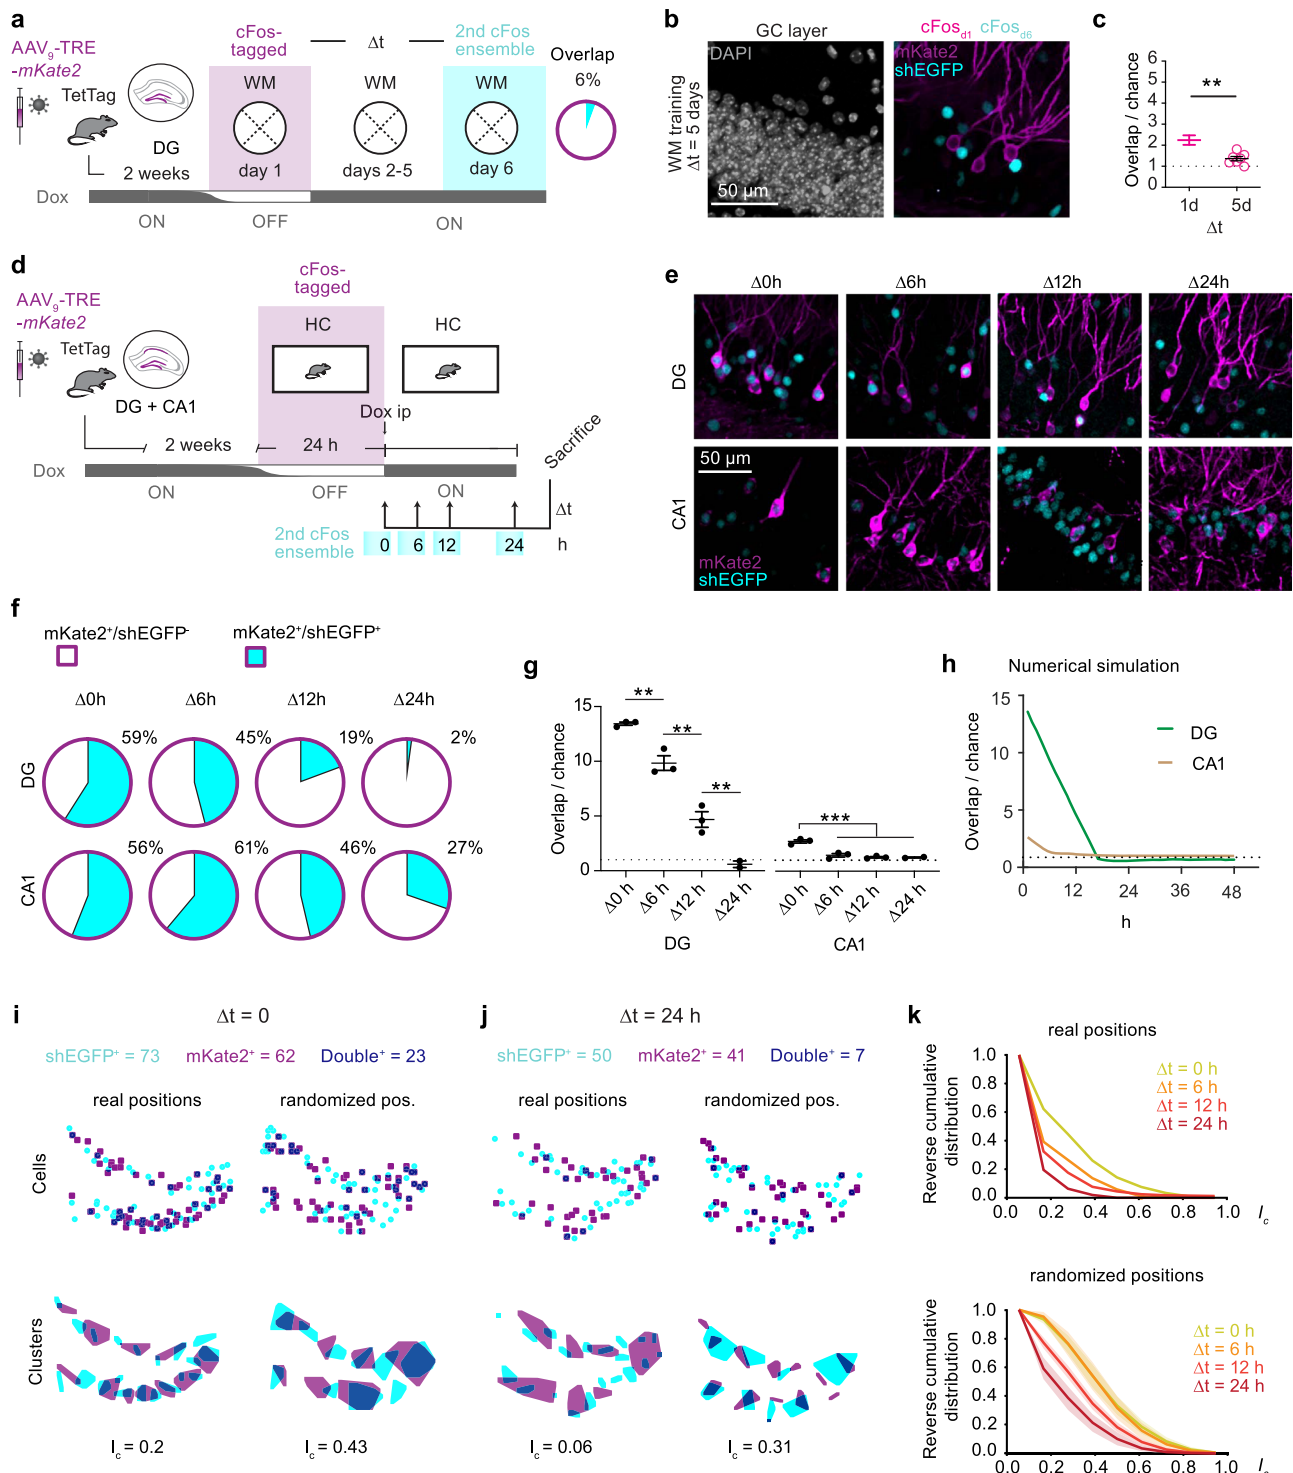 a
AAV9-TRE
-mKate2
TetTag
DG
2 weeks
cFos-
tagged
Δt
2nd cFos
ensemble
Overlap
6%
WM
WM
WM
day 1
days 2-5
day 6
Dox
ON
OFF
ON
b
GC layer
DAPI
WM training
Δt = 5 days
50 µm
cFosd1 cFosd6
mKate2
shEGFP
c
**
Overlap / chance
6
5
4
3
2
1
0
1d
5d
Δt
d
AAV9-TRE
-mKate2
TetTag
DG + CA1
cFos-
tagged
HC
HC
Dox ip
2 weeks
24 h
Sacrifice
Dox
ON
OFF
ON
Δt
2nd cFos
ensemble
0
6
12
24
h
e
Δ0h
Δ6h
Δ12h
Δ24h
DG
CA1
50 µm
mKate2
shEGFP
f
mKate2+/shEGFP-
mKate2+/shEGFP+
Δ0h
Δ6h
Δ12h
Δ24h
DG
59%
45%
19%
2%
CA1
56%
61%
46%
27%
g
Overlap / chance
15
10
5
0
**
**
**
***
Δ0 h
Δ6 h
Δ12 h
Δ24 h
Δ0 h
Δ6 h
Δ12 h
Δ24 h
DG
CA1
h
Numerical simulation
Overlap / chance
15
10
5
0
DG
CA1
0
12
24
36
48
h
i
Δt = 0
shEGFP+ = 73
mKate2+ = 62
Double+ = 23
real positions
randomized pos.
Cells
Clusters
Ic = 0.2
Ic = 0.43
j
Δt = 24 h
shEGFP+ = 50
mKate2+ = 41
Double+ = 7
real positions
randomized pos.
Ic = 0.06
Ic = 0.31
k
real positions
Reverse cumulative
distribution
1.0
0.8
0.6
0.4
0.2
0.0
Δt = 0 h
Δt = 6 h
Δt = 12 h
Δt = 24 h
0.0
0.2
0.4
0.6
0.8
1.0
Ic
randomized positions
Reverse cumulative
distribution
1.0
0.8
0.6
0.4
0.2
0.0
Δt = 0 h
Δt = 6 h
Δt = 12 h
Δt = 24 h
0.0
0.2
0.4
0.6
0.8
1.0
Ic